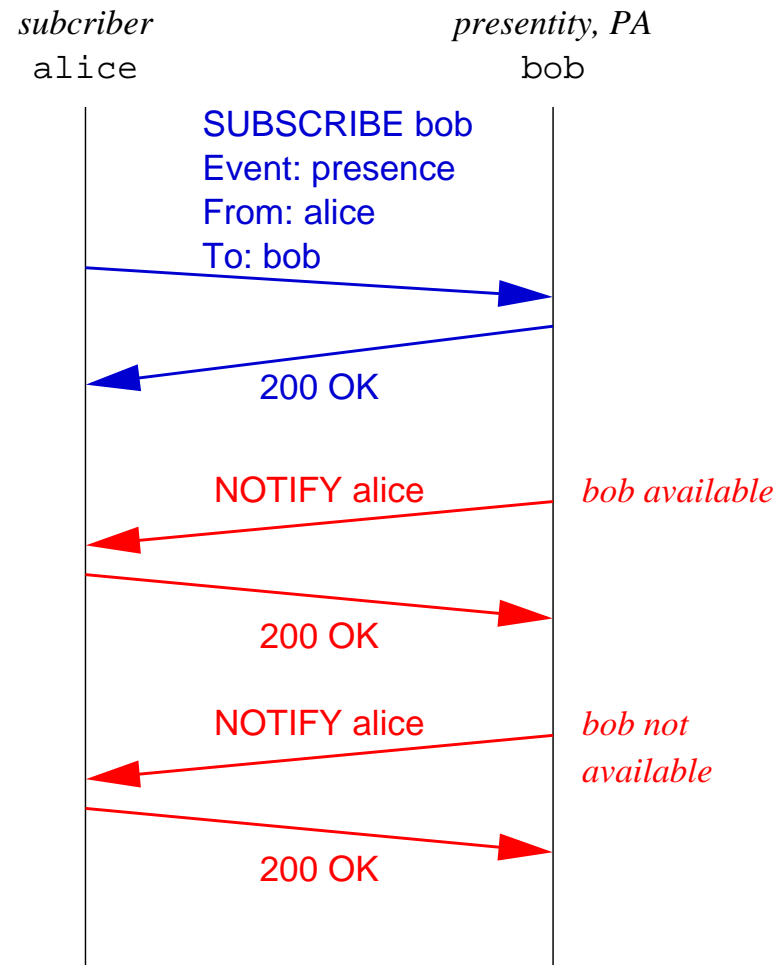 subcriber presentity, PA
alice bob
SUBSCRIBE bob
Event: presence
From: alice
To: bob
200 OK
NOTIFY alice bob available
200 OK
NOTIFY alice bob not
available
200 OK